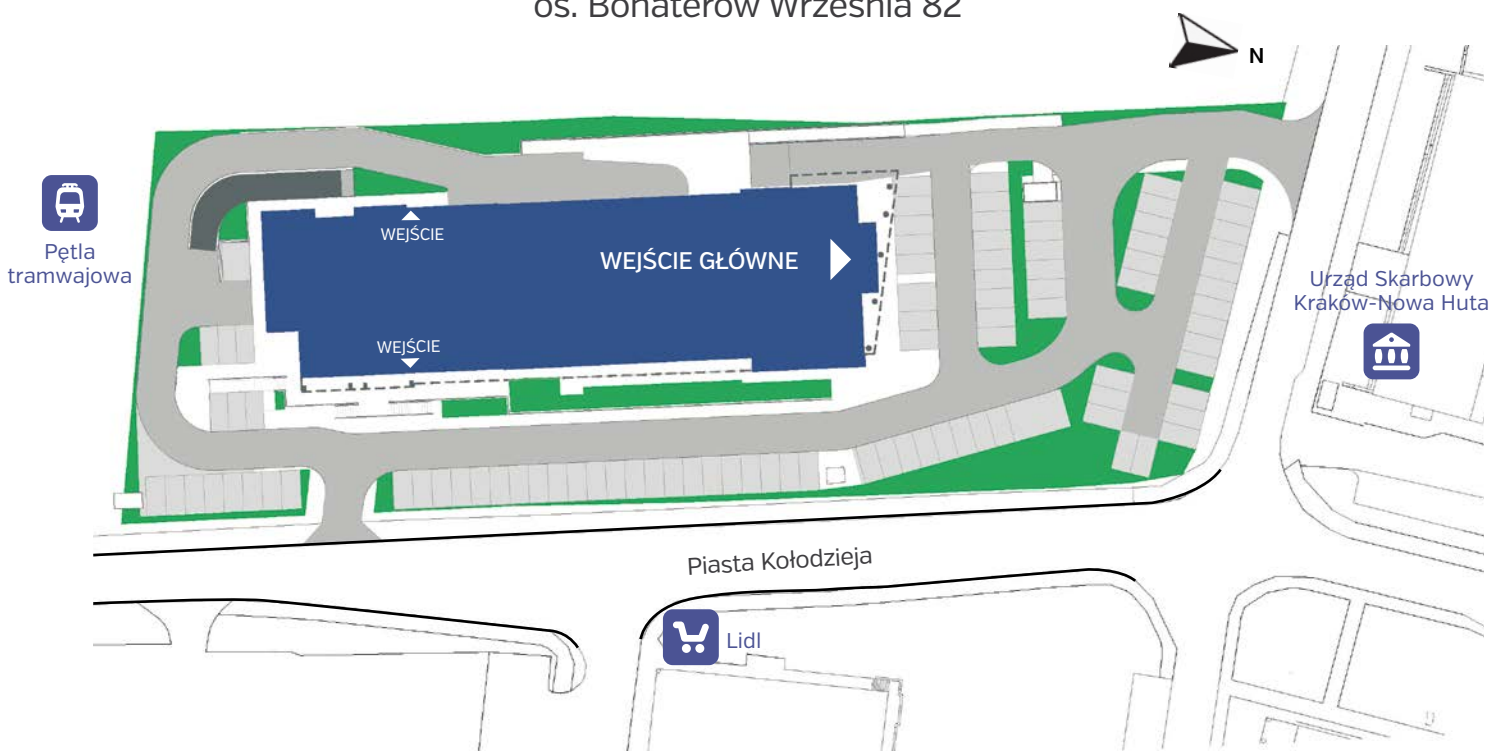 os. Bohaterów Września 82
N
Pętla
tramwajowa
WEJŚCIE
WEJŚCIE GŁÓWNE
WEJŚCIE
Urząd Skarbowy
Kraków-Nowa Huta
Piasta Kołodzieja
Lidl